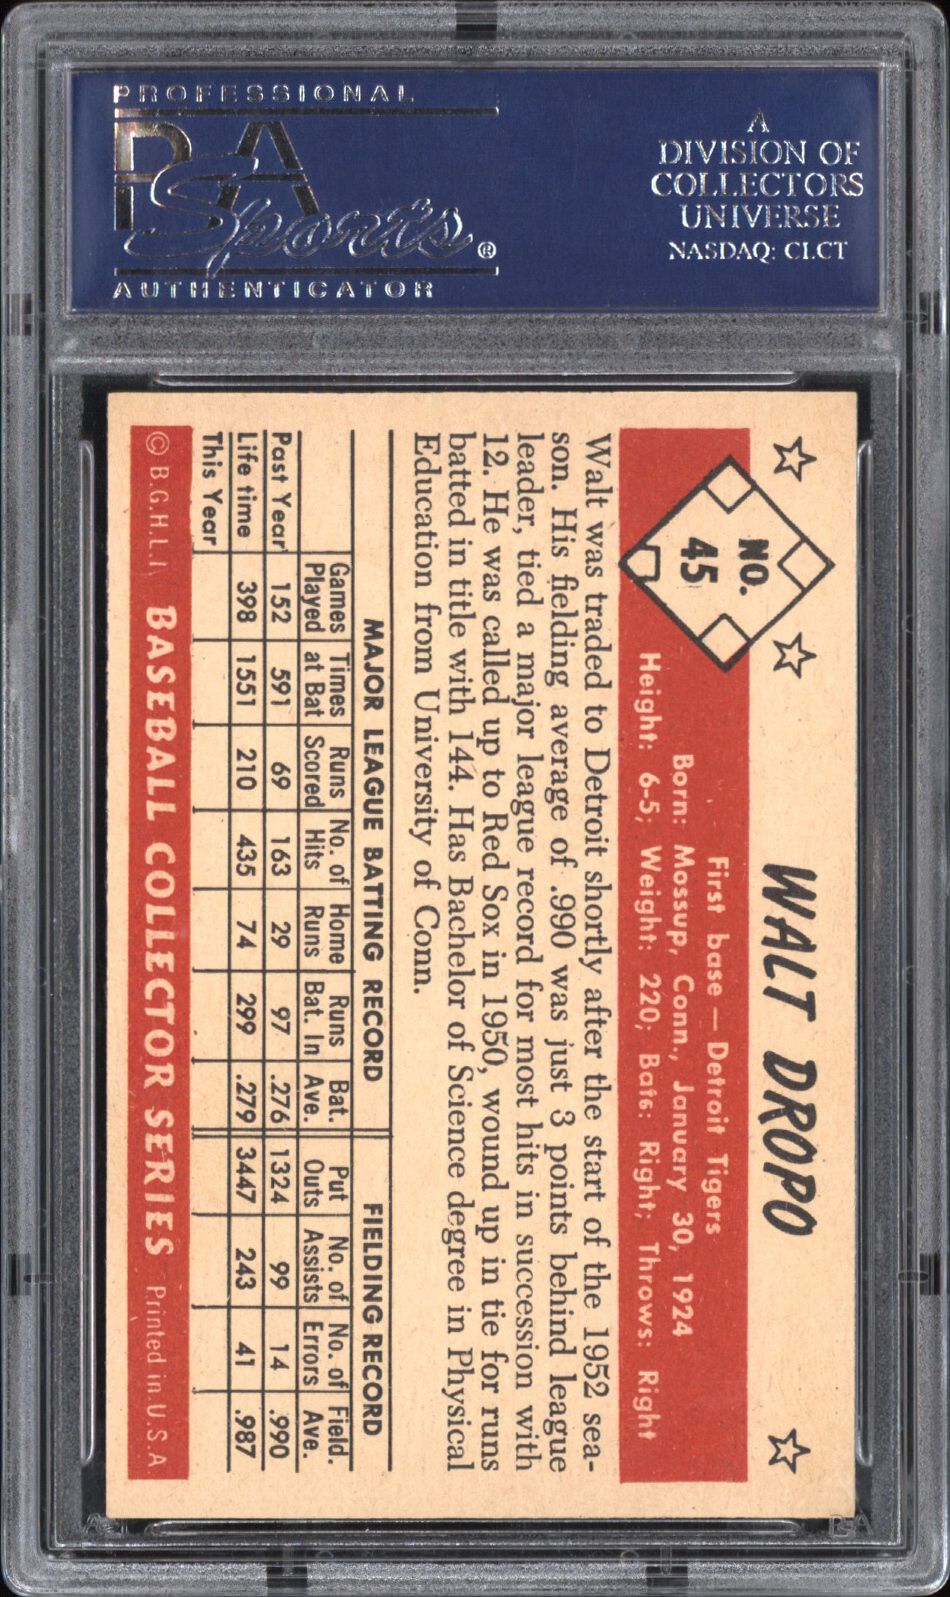 PROFESSIONAL
PSA
Sports®
AUTHENTICATOR
A
DIVISION OF
COLLECTORS
UNIVERSE
NASDAQ: CLCT
WALT DROPO
NO.
45
First base — Detroit Tigers
Born: Mossup, Conn., January 30, 1924
Height: 6-5; Weight: 220; Bats: Right; Throws: Right
Walt was traded to Detroit shortly after the start of the 1952 sea-
son. His fielding average of .990 was just 3 points behind league
leader, tied a major league record for most hits in succession with
12. He was called up to Red Sox in 1950, wound up in tie for runs
batted in title with 144. Has Bachelor of Science degree in Physical
Education from University of Conn.
MAJOR LEAGUE BATTING RECORD FIELDING RECORD
Games Times Runs No. of Home Runs Bat. Put No. of No. of Field.
Played at Bat Scored Hits Runs Bat. In Ave. Outs Assists Errors Ave.
Past Year 152 591 69 163 29 97 .276 1324 99 14 .990
Life time 398 1551 210 435 74 299 .279 3447 243 41 .987
This Year
© B.G.H.L.I. BASEBALL COLLECTOR SERIES Printed in U.S.A.
PSA